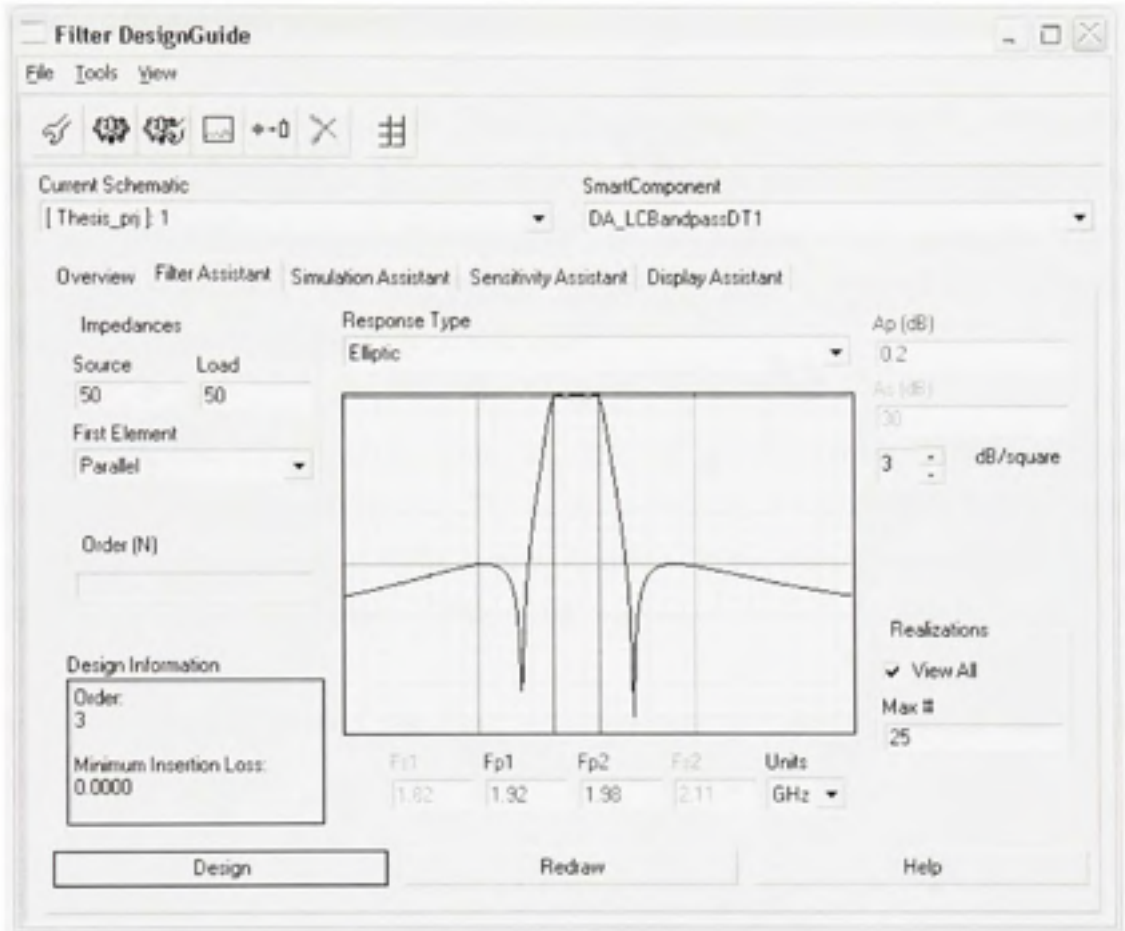 Filter DesignGuide
File Tools View
Current Schematic
SmartComponent
[ Thesis_prj ]: 1
DA_LCBandpassDT1
Overview Filter Assistant Simulation Assistant Sensitivity Assistant Display Assistant
Impedances
Source Load
50 50
First Element
Parallel
Order (N)
Design Information
Order:
3
Minimum Insertion Loss:
0.0000
Response Type
Elliptic
Fs1 Fp1 Fp2 Fs2 Units
1.82 1.92 1.98 2.11 GHz
Ap (dB)
0.2
As (dB)
30
3 dB/square
Realizations
View All
Max #
25
Design Redraw Help